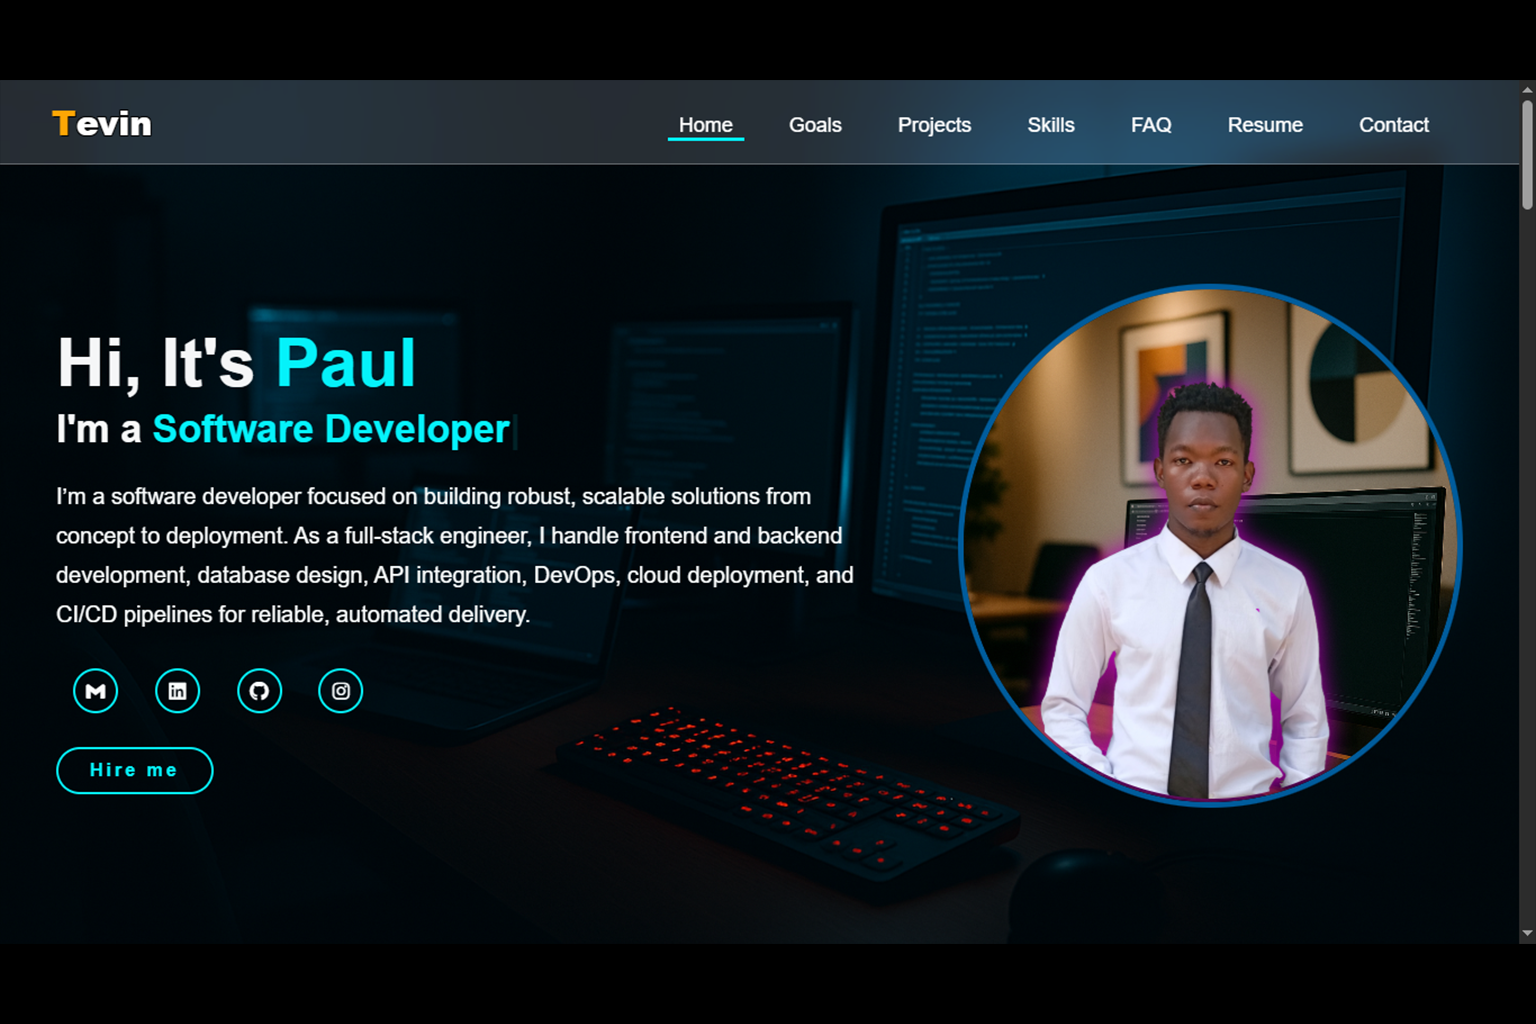 Tevin
Home Goals Projects Skills FAQ Resume Contact
Hi, It's Paul
I'm a Software Developer
I’m a software developer focused on building robust, scalable solutions from
concept to deployment. As a full-stack engineer, I handle frontend and backend
development, database design, API integration, DevOps, cloud deployment, and
CI/CD pipelines for reliable, automated delivery.
Hire me